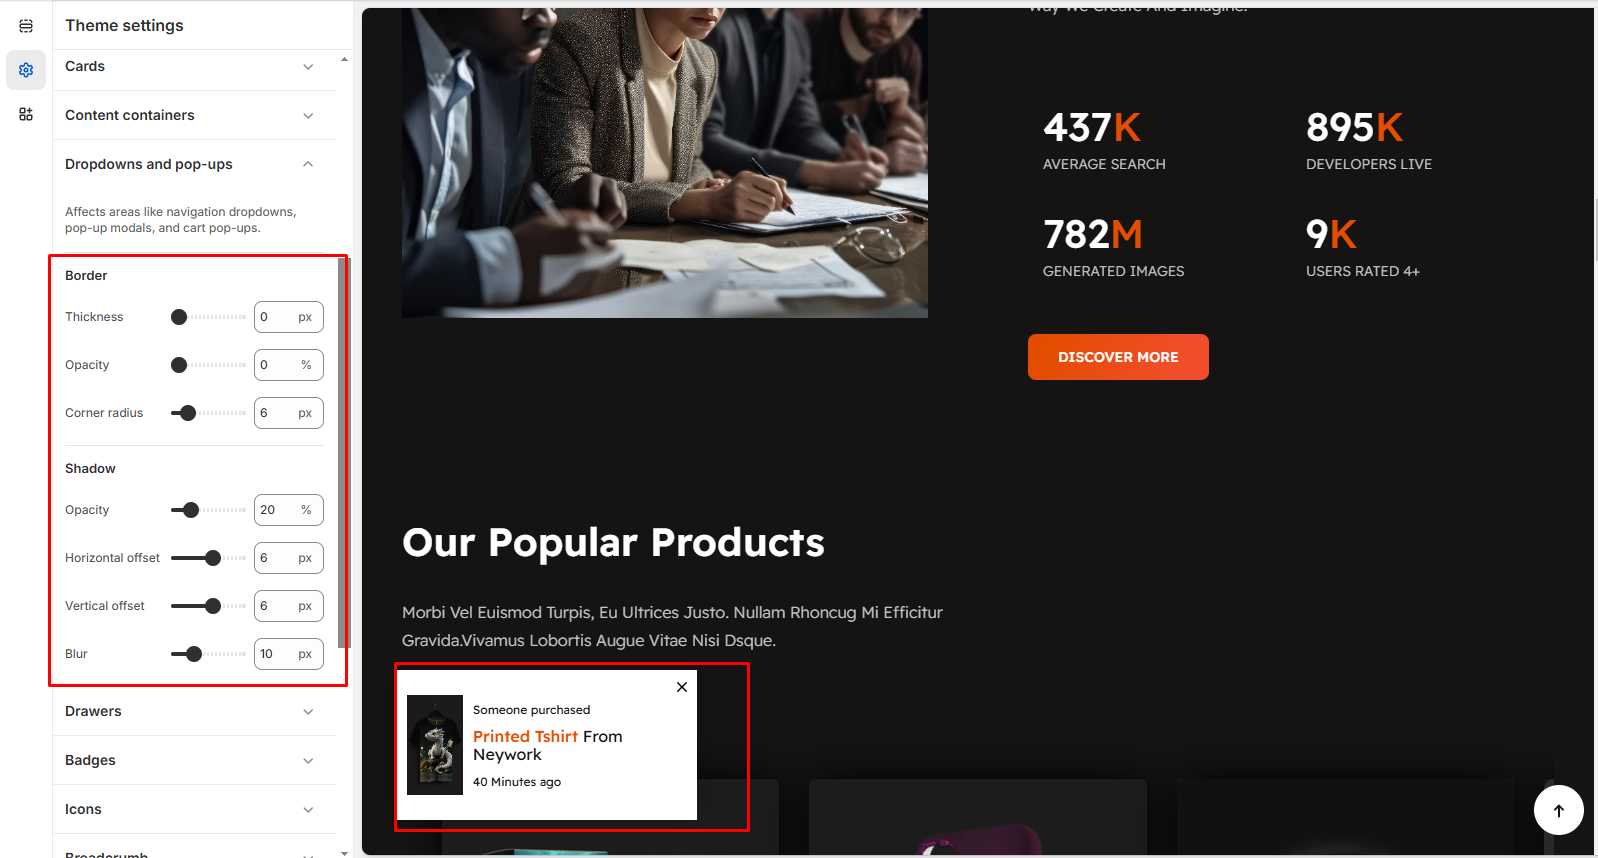 Theme settings
Cards
Content containers
Dropdowns and pop-ups
Affects areas like navigation dropdowns,
pop-up modals, and cart pop-ups.
Border
Thickness 0 px
Opacity 0 %
Corner radius 6 px
Shadow
Opacity 20 %
Horizontal offset 6 px
Vertical offset 6 px
Blur 10 px
Drawers
Badges
Icons
Breadcrumb
Way We Create And Imagine.
437K
AVERAGE SEARCH
895K
DEVELOPERS LIVE
782M
GENERATED IMAGES
9K
USERS RATED 4+
DISCOVER MORE
Our Popular Products
Morbi Vel Euismod Turpis, Eu Ultrices Justo. Nullam Rhoncug Mi Efficitur
Gravida.Vivamus Lobortis Augue Vitae Nisi Dsque.
Someone purchased
Printed Tshirt From
Neywork
40 Minutes ago